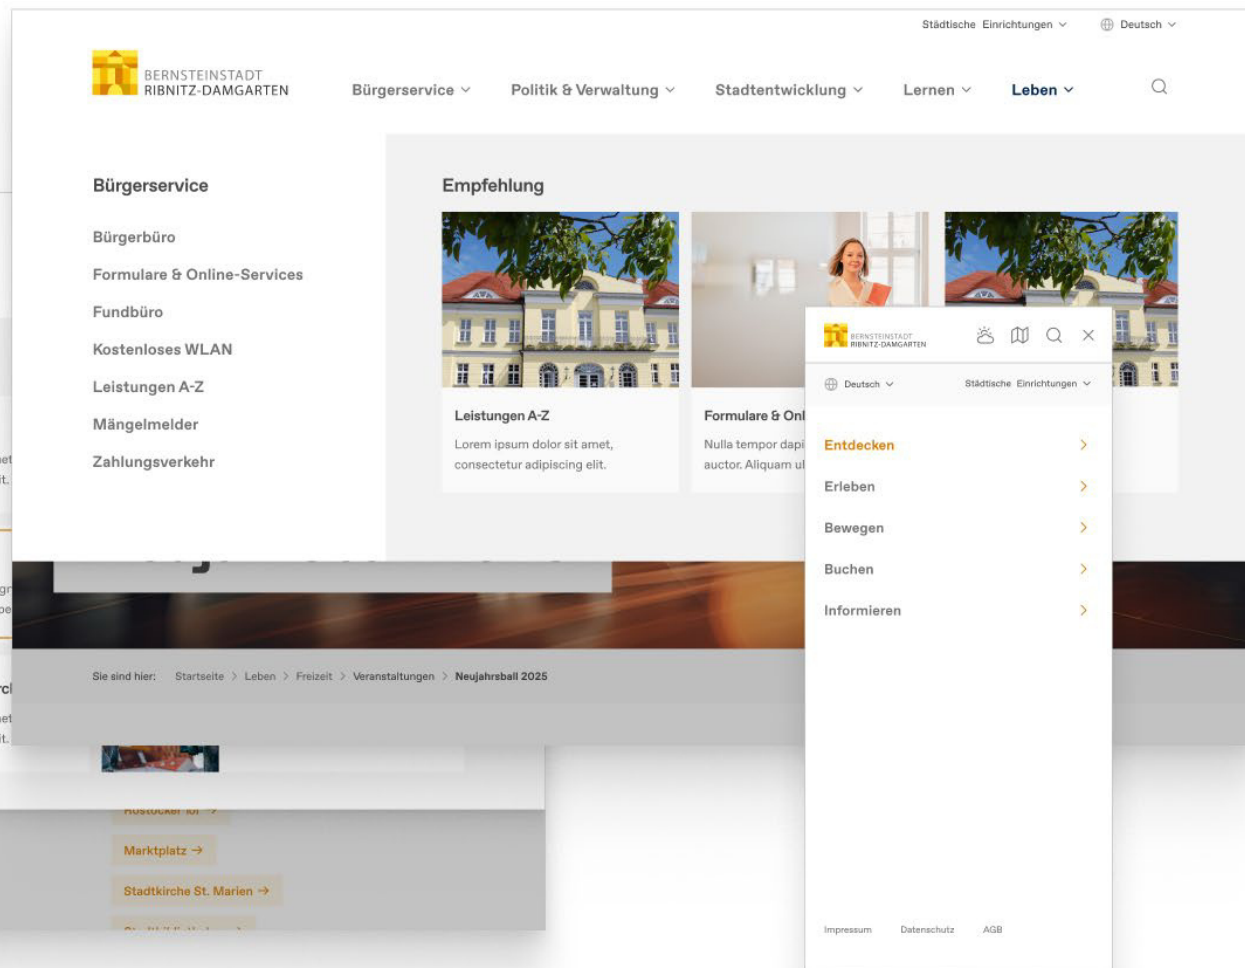 Städtische Einrichtungen
Deutsch
BERNSTEINSTADT
RIBNITZ-DAMGARTEN
Bürgerservice
Politik & Verwaltung
Stadtentwicklung
Lernen
Leben
Bürgerservice
Bürgerbüro
Formulare & Online-Services
Fundbüro
Kostenloses WLAN
Leistungen A-Z
Mängelmelder
Zahlungsverkehr
Empfehlung
Leistungen A-Z
Lorem ipsum dolor sit amet,
consectetur adipiscing elit.
Formulare & Onl
Nulla tempor dapi
auctor. Aliquam ul
Sie sind hier: Startseite > Leben > Freizeit > Veranstaltungen > Neujahrsball 2025
Marktplatz →
Stadtkirche St. Marien →
BERNSTEINSTADT
RIBNITZ-DAMGARTEN
Deutsch
Städtische Einrichtungen
Entdecken
Erleben
Bewegen
Buchen
Informieren
Impressum Datenschutz AGB